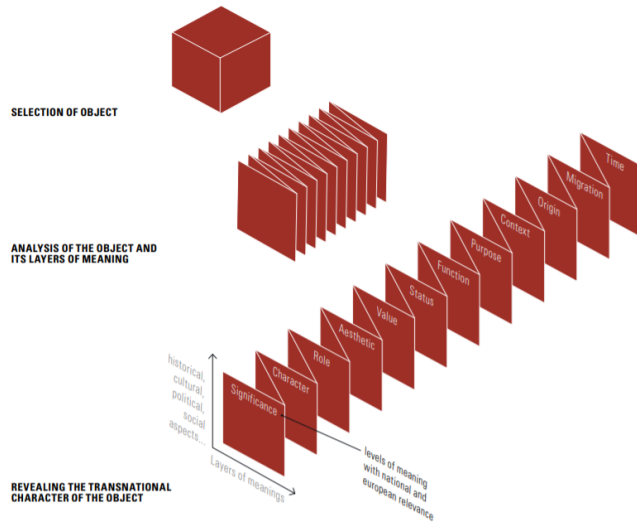 SELECTION OF OBJECT
ANALYSIS OF THE OBJECT AND
ITS LAYERS OF MEANING
Time
Migration
Origin
Context
Purpose
Function
Status
Value
Aesthetic
Role
Character
Significance
historical,
cultural,
political,
social
aspects...
Layers of meanings
levels of meaning
with national and
european relevance
REVEALING THE TRANSNATIONAL
CHARACTER OF THE OBJECT